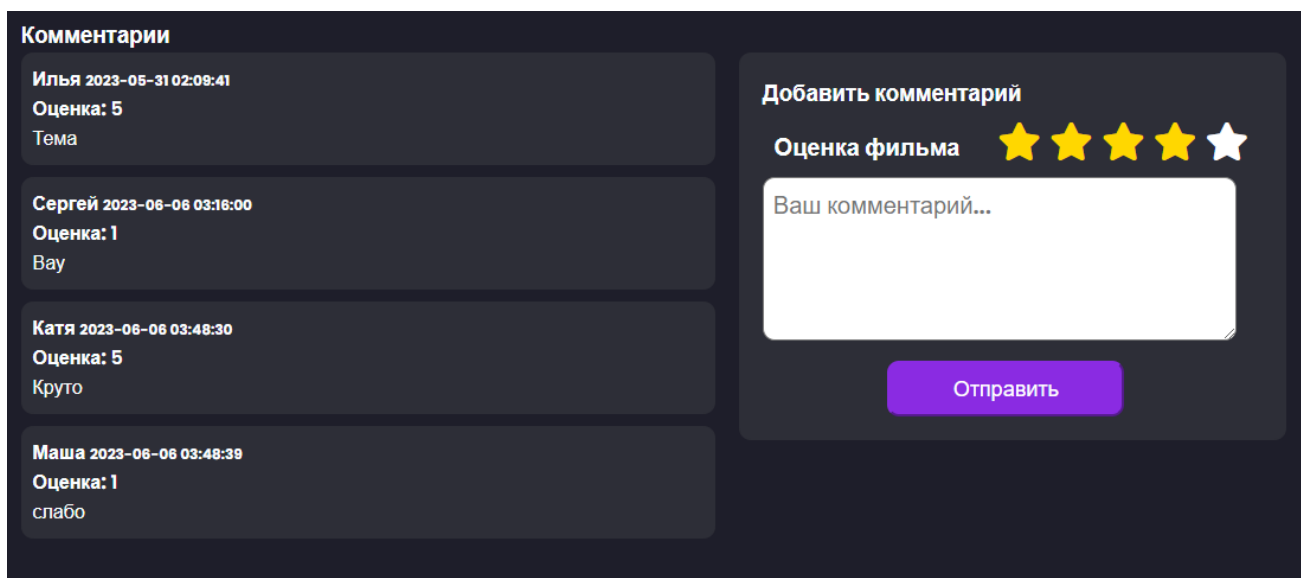 Комментарии
Илья 2023-05-31 02:09:41
Оценка: 5
Тема
Сергей 2023-06-06 03:16:00
Оценка: 1
Вау
Катя 2023-06-06 03:48:30
Оценка: 5
Круто
Маша 2023-06-06 03:48:39
Оценка: 1
слабо
Добавить комментарий
Оценка фильма
Ваш комментарий...
Отправить